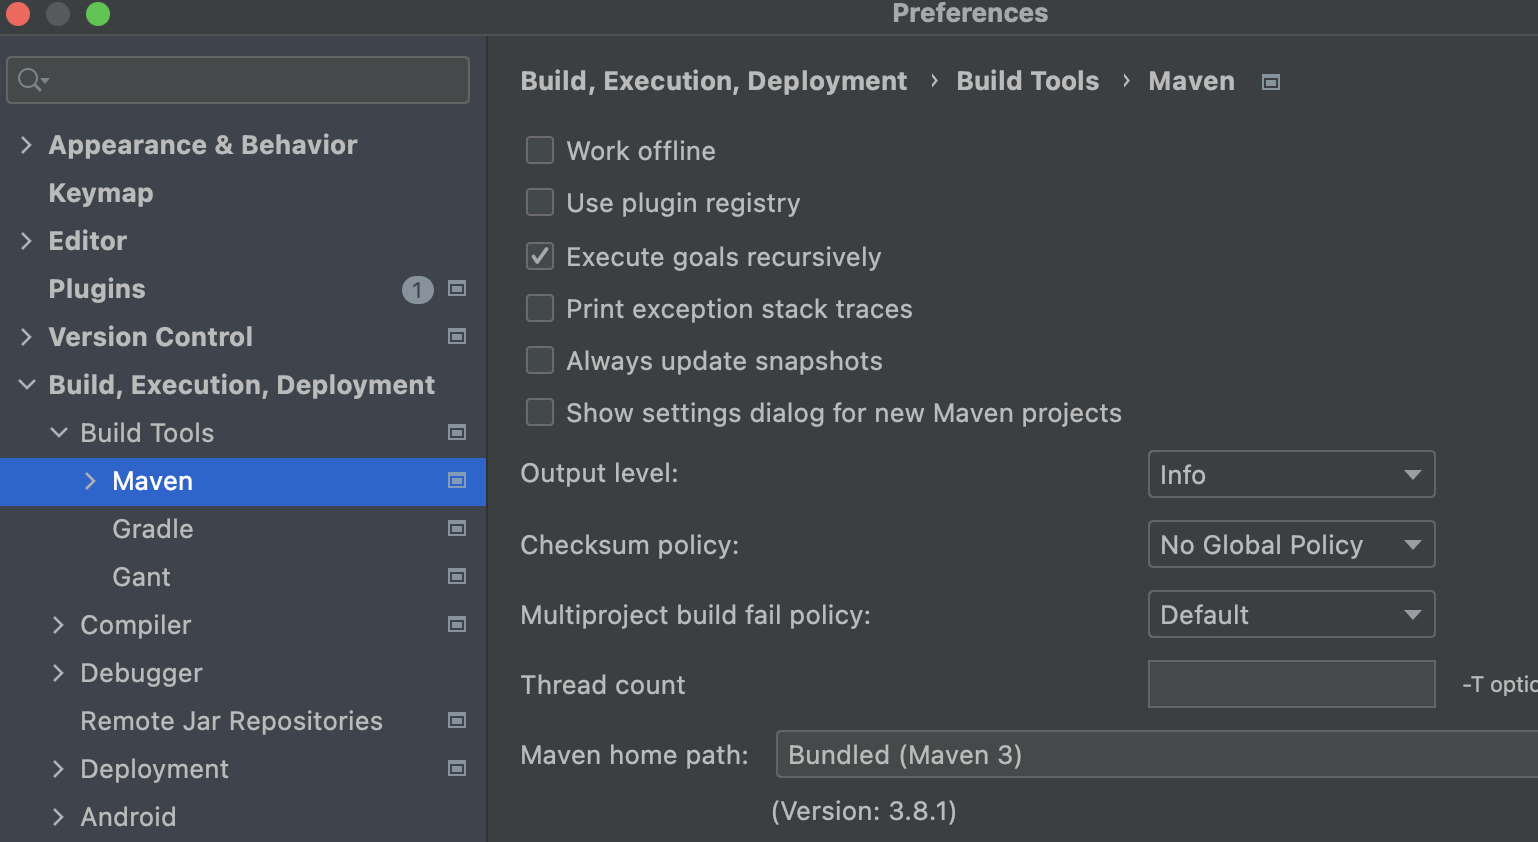 Preferences
Appearance & Behavior
Keymap
Editor
Plugins 1
Version Control
Build, Execution, Deployment
Build Tools
Maven
Gradle
Gant
Compiler
Debugger
Remote Jar Repositories
Deployment
Android
Build, Execution, Deployment › Build Tools › Maven
Work offline
Use plugin registry
Execute goals recursively
Print exception stack traces
Always update snapshots
Show settings dialog for new Maven projects
Output level: Info
Checksum policy: No Global Policy
Multiproject build fail policy: Default
Thread count -T
Maven home path: Bundled (Maven 3)
(Version: 3.8.1)